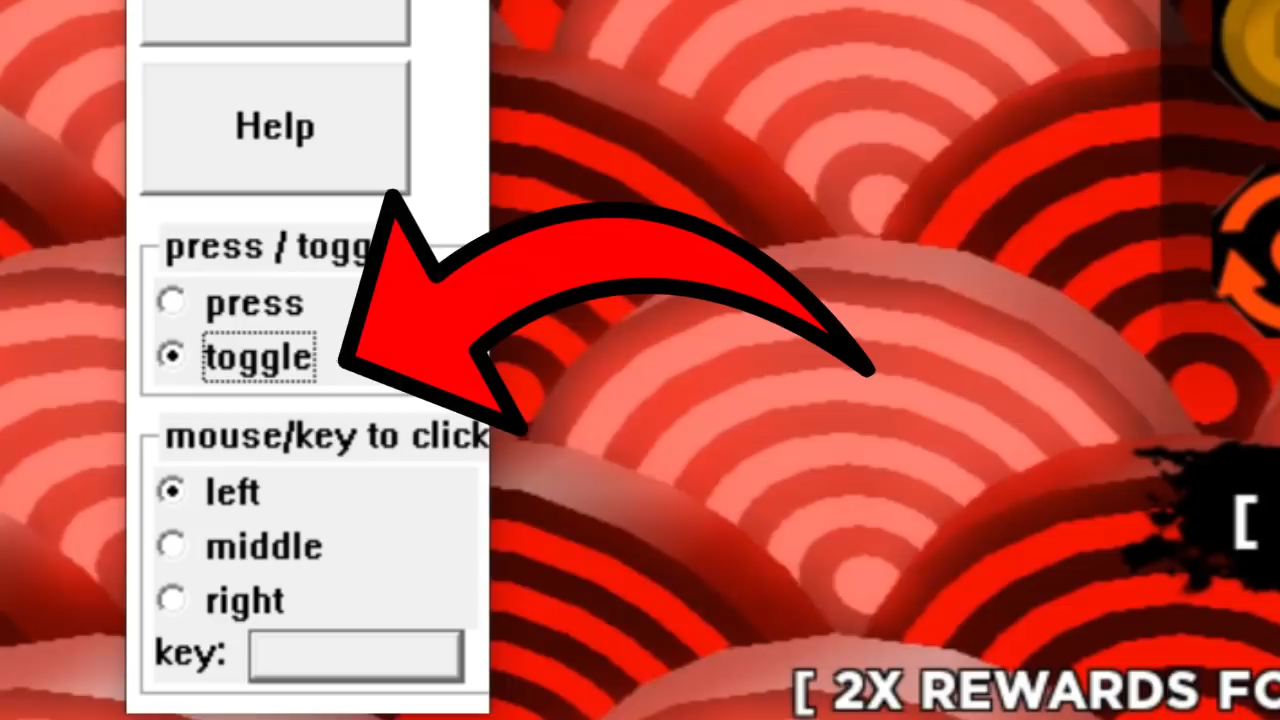 Help
press / togg
press
toggle
mouse/key to click
left
middle
right
key:
[
[ 2X REWARDS FO